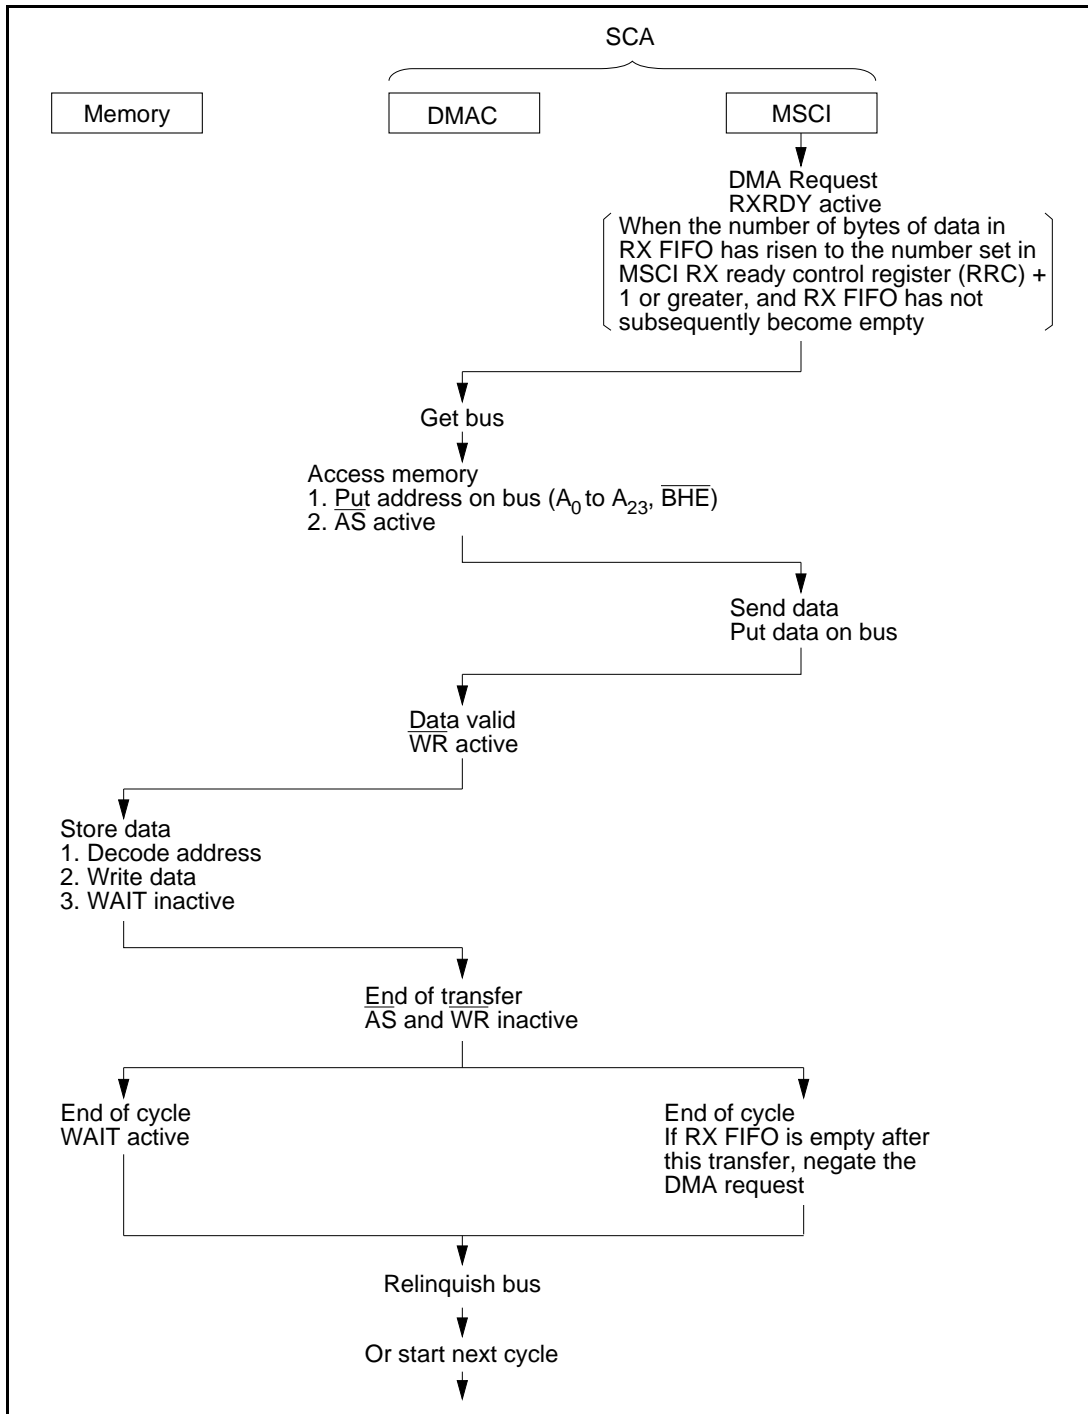 SCA
Memory
DMAC
MSCI
DMA Request
RXRDY active
When the number of bytes of data in
RX FIFO has risen to the number set in
MSCI RX ready control register (RRC) +
1 or greater, and RX FIFO has not
subsequently become empty
Get bus
Access memory
1. Put address on bus (A₀ to A₂₃, B̅H̅E̅)
2. A̅S̅ active
Send data
Put data on bus
Data valid
W̅R̅ active
Store data
1. Decode address
2. Write data
3. WAIT inactive
End of transfer
A̅S̅ and W̅R̅ inactive
End of cycle
WAIT active
End of cycle
If RX FIFO is empty after
this transfer, negate the
DMA request
Relinquish bus
Or start next cycle